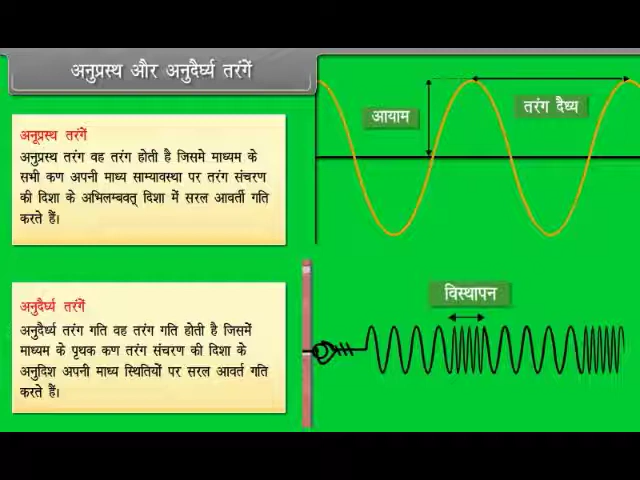 अनुप्रस्थ और अनुदैर्घ्य तरंगें
अनुप्रस्थ तरंगें
अनुप्रस्थ तरंग वह तरंग होती है जिसमे माध्यम के
सभी कण अपनी माध्य साम्यावस्था पर तरंग संचरण
की दिशा के अभिलम्बवत् दिशा में सरल आवर्ती गति
करते हैं।
आयाम
तरंग दैध्य
अनुदैर्घ्य तरंगें
अनुदैर्घ्य तरंग गति वह तरंग गति होती है जिसमें
माध्यम के पृथक कण तरंग संचरण की दिशा के
अनुदिश अपनी माध्य स्थितियों पर सरल आवर्त गति
करते हैं।
विस्थापन